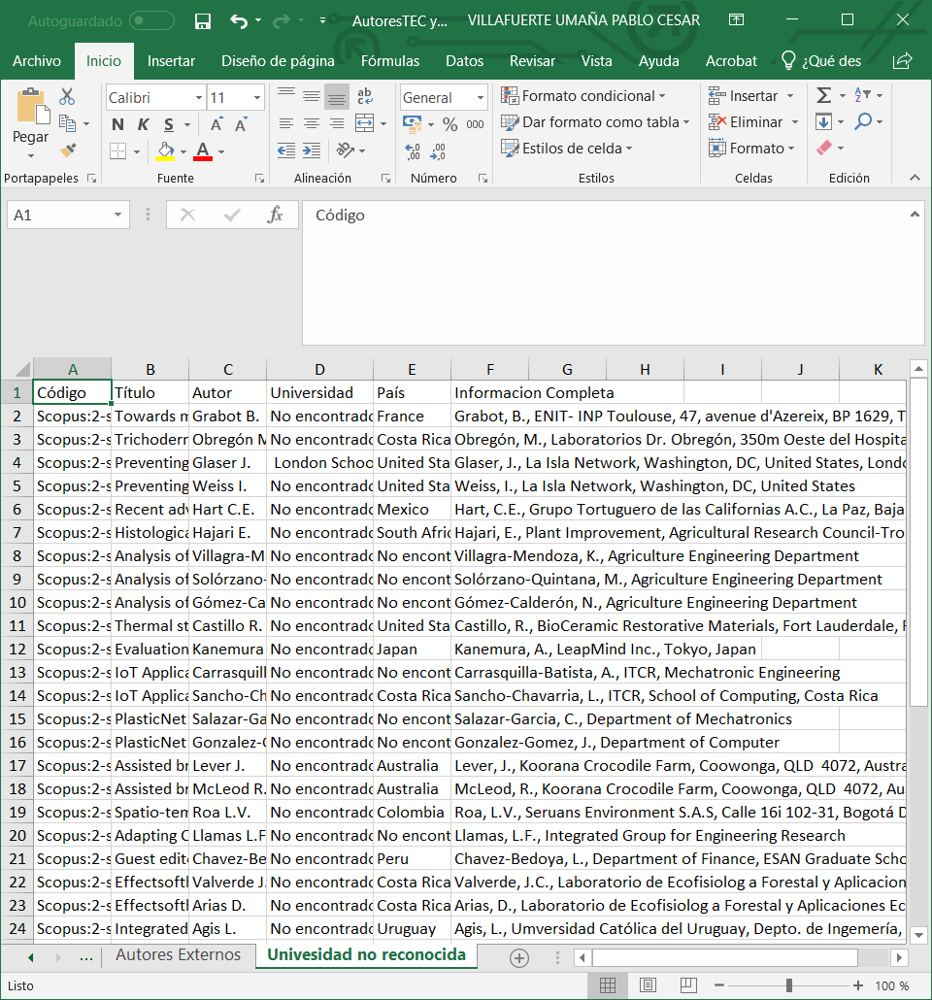 Autoguardado AutoresTEC y... VILLAFUERTE UMAÑA PABLO CESAR
Archivo Inicio Insertar Diseño de página Fórmulas Datos Revisar Vista Ayuda Acrobat ¿Qué des
Pegar
Portapapeles
Calibri 11
N K S A A
A
Fuente
ab
Alineación
General
% 000
,00 ,00
Número
Formato condicional
Dar formato como tabla
Estilos de celda
Estilos
Insertar
Eliminar
Formato
Celdas
Edición
A1 fx Código
A B C D E F G H I J K
1 Código Título Autor Universidad País Informacion Completa
2 Scopus:2-s Towards m Grabot B. No encontrado France Grabot, B., ENIT- INP Toulouse, 47, avenue d'Azereix, BP 1629, T
3 Scopus:2-s Trichoderm Obregón M No encontrado Costa Rica Obregón, M., Laboratorios Dr. Obregón, 350m Oeste del Hospita
4 Scopus:2-s Preventing Glaser J. London Schoo United Sta Glaser, J., La Isla Network, Washington, DC, United States, Londo
5 Scopus:2-s Preventing Weiss I. No encontrado United Sta Weiss, I., La Isla Network, Washington, DC, United States
6 Scopus:2-s Recent adv Hart C.E. No encontrado Mexico Hart, C.E., Grupo Tortuguero de las Californias A.C., La Paz, Baja
7 Scopus:2-s Histologica Hajari E. No encontrado South Afric Hajari, E., Plant Improvement, Agricultural Research Council-Tro
8 Scopus:2-s Analysis of Villagra-M No encontrado No encont Villagra-Mendoza, K., Agriculture Engineering Department
9 Scopus:2-s Analysis of Solórzano- No encontrado No encont Solórzano-Quintana, M., Agriculture Engineering Department
10 Scopus:2-s Analysis of Gómez-Ca No encontrado No encont Gómez-Calderón, N., Agriculture Engineering Department
11 Scopus:2-s Thermal st Castillo R. No encontrado United Sta Castillo, R., BioCeramic Restorative Materials, Fort Lauderdale, F
12 Scopus:2-s Evaluation Kanemura No encontrado Japan Kanemura, A., LeapMind Inc., Tokyo, Japan
13 Scopus:2-s IoT Applica Carrasquill No encontrado No encont Carrasquilla-Batista, A., ITCR, Mechatronic Engineering
14 Scopus:2-s IoT Applica Sancho-Ch No encontrado Costa Rica Sancho-Chavarria, L., ITCR, School of Computing, Costa Rica
15 Scopus:2-s PlasticNet Salazar-Ga No encontrado No encont Salazar-Garcia, C., Department of Mechatronics
16 Scopus:2-s PlasticNet Gonzalez-G No encontrado No encont Gonzalez-Gomez, J., Department of Computer
17 Scopus:2-s Assisted br Lever J. No encontrado Australia Lever, J., Koorana Crocodile Farm, Coowonga, QLD 4072, Austra
18 Scopus:2-s Assisted br McLeod R. No encontrado Australia McLeod, R., Koorana Crocodile Farm, Coowonga, QLD 4072, Au
19 Scopus:2-s Spatio-tem Roa L.V. No encontrado Colombia Roa, L.V., Seruans Environment S.A.S, Calle 16i 102-31, Bogotá D
20 Scopus:2-s Adapting C Llamas L.F No encontrado No encont Llamas, L.F., Integrated Group for Engineering Research
21 Scopus:2-s Guest edit Chavez-Be No encontrado Peru Chavez-Bedoya, L., Department of Finance, ESAN Graduate Scho
22 Scopus:2-s Effectsoftl Valverde J. No encontrado Costa Rica Valverde, J.C., Laboratorio de Ecofisiolog a Forestal y Aplicacion
23 Scopus:2-s Effectsoftl Arias D. No encontrado Costa Rica Arias, D., Laboratorio de Ecofisiolog a Forestal y Aplicaciones Ec
24 Scopus:2-s Integrated Agis L. No encontrado Uruguay Agis, L., Umversidad Católica del Uruguay, Depto. de Ingemería,
... Autores Externos Univesidad no reconocida
Listo 100 %